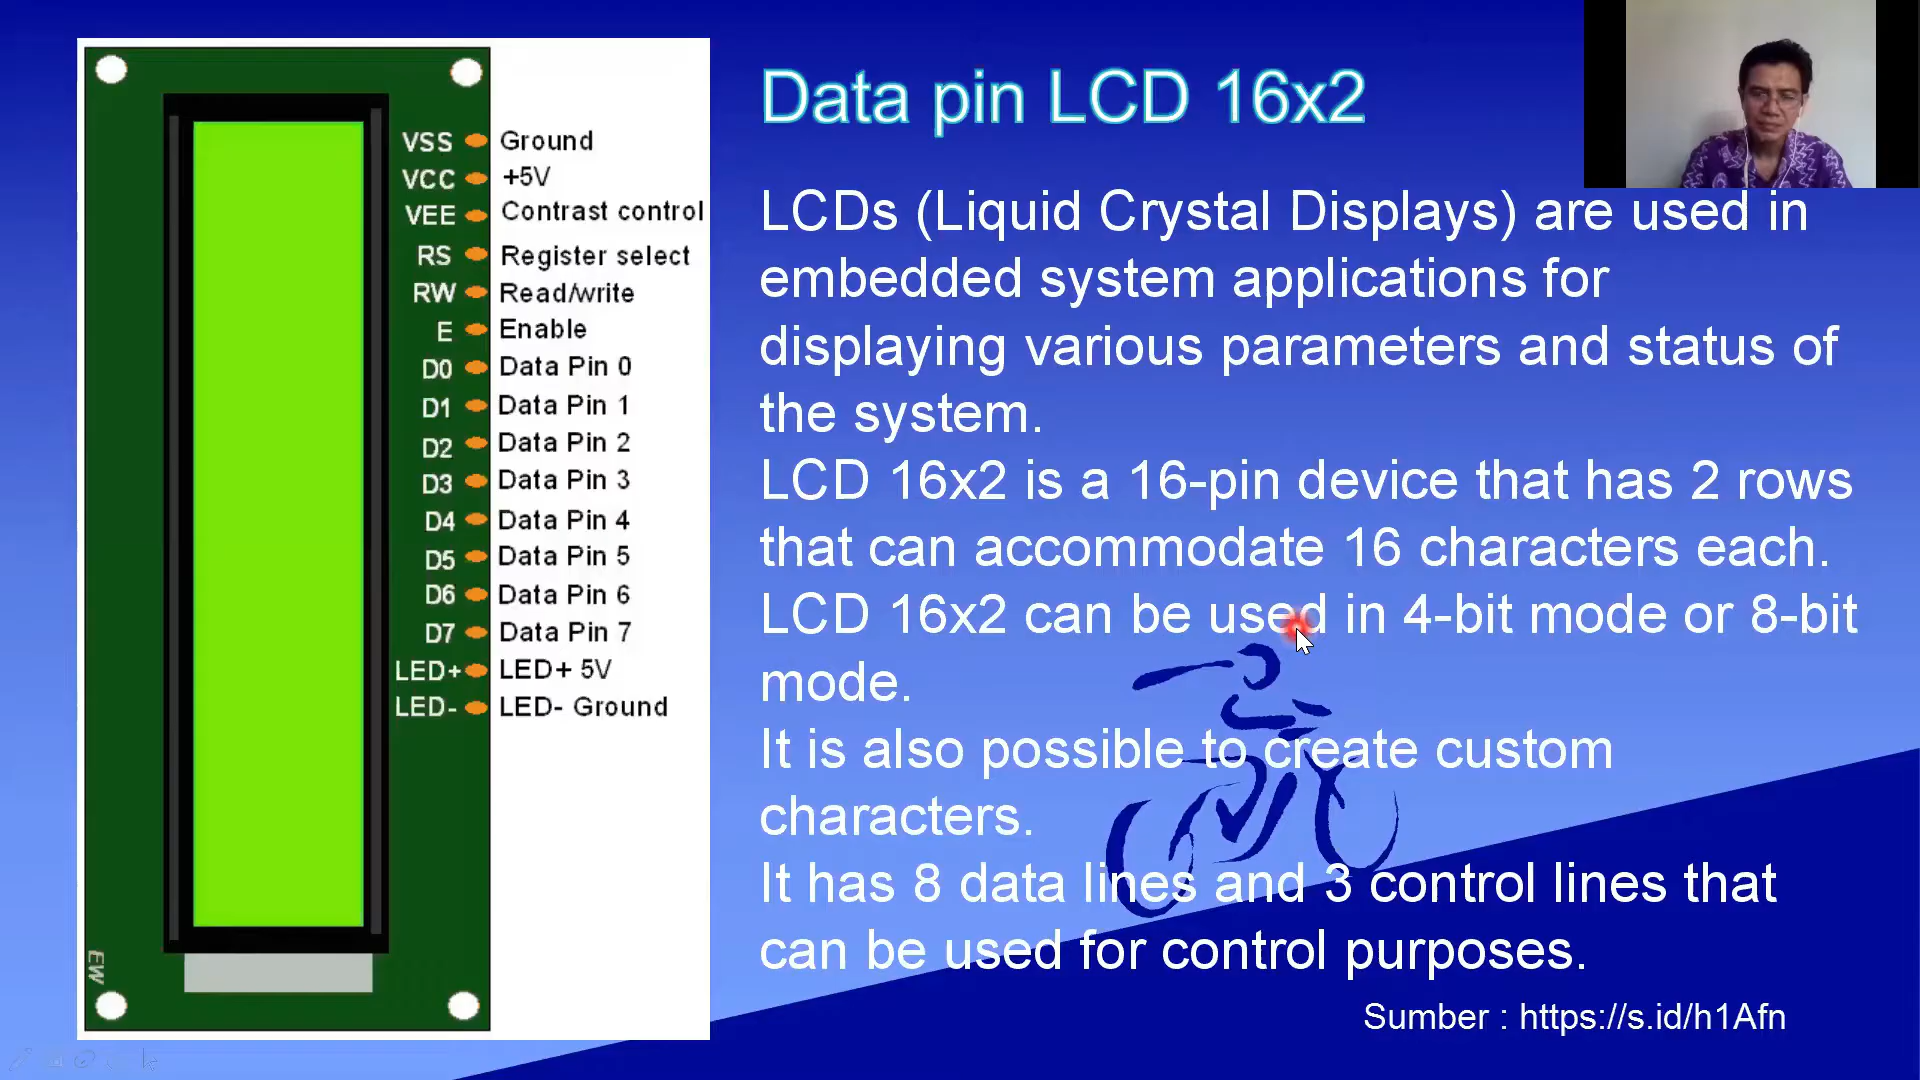 Data pin LCD 16x2
VSS Ground
VCC +5V
VEE Contrast control
RS Register select
RW Read/write
E Enable
D0 Data Pin 0
D1 Data Pin 1
D2 Data Pin 2
D3 Data Pin 3
D4 Data Pin 4
D5 Data Pin 5
D6 Data Pin 6
D7 Data Pin 7
LED+ LED+ 5V
LED- LED- Ground
EW
LCDs (Liquid Crystal Displays) are used in
embedded system applications for
displaying various parameters and status of
the system.
LCD 16x2 is a 16-pin device that has 2 rows
that can accommodate 16 characters each.
LCD 16x2 can be used in 4-bit mode or 8-bit
mode.
It is also possible to create custom
characters.
It has 8 data lines and 3 control lines that
can be used for control purposes.
Sumber : https://s.id/h1Afn